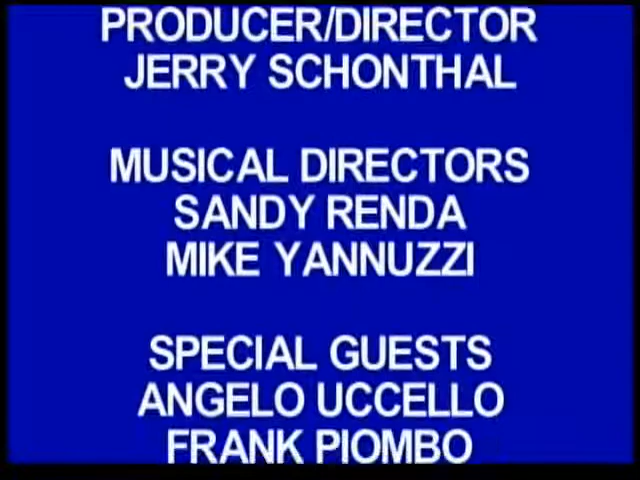 PRODUCER/DIRECTOR
JERRY SCHONTHAL
MUSICAL DIRECTORS
SANDY RENDA
MIKE YANNUZZI
SPECIAL GUESTS
ANGELO UCCELLO
FRANK PIOMBO